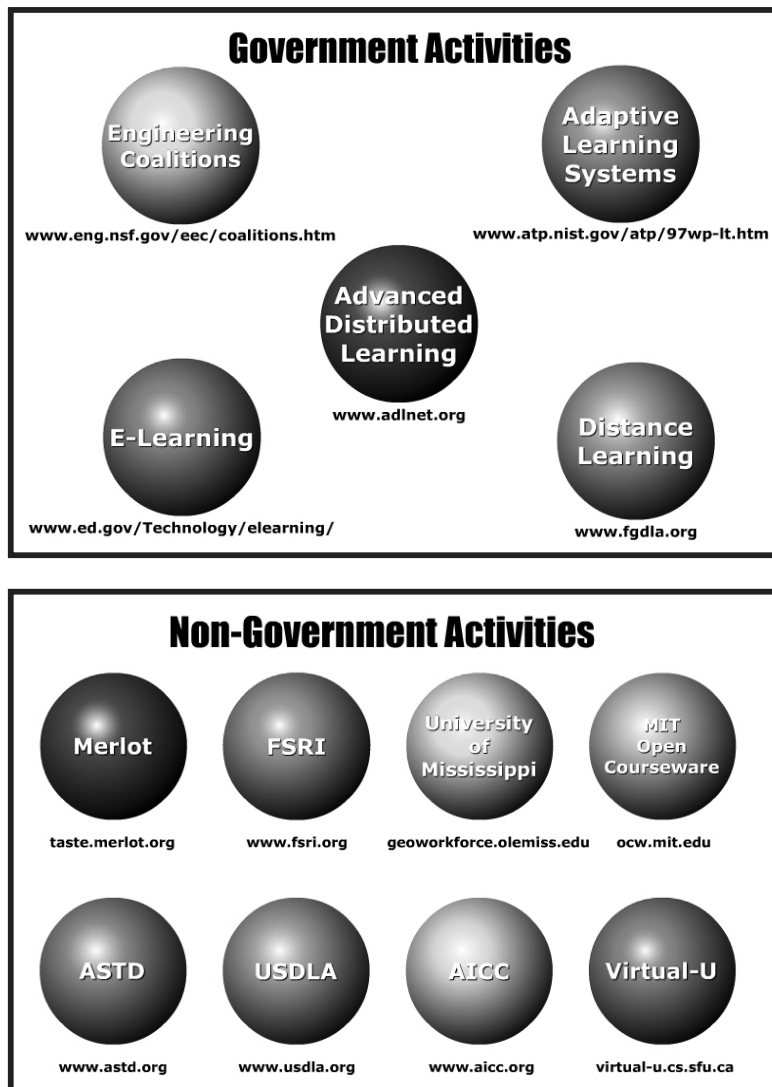 Government Activities
Engineering
Coalitions
www.eng.nsf.gov/eec/coalitions.htm
Adaptive
Learning
Systems
www.atp.nist.gov/atp/97wp-lt.htm
Advanced
Distributed
Learning
www.adlnet.org
E-Learning
www.ed.gov/Technology/elearning/
Distance
Learning
www.fgdla.org
Non-Government Activities
Merlot
taste.merlot.org
FSRI
www.fsri.org
University
of
Mississippi
geoworkforce.olemiss.edu
MIT
Open
Courseware
ocw.mit.edu
ASTD
www.astd.org
USDLA
www.usdla.org
AICC
www.aicc.org
Virtual-U
virtual-u.cs.sfu.ca